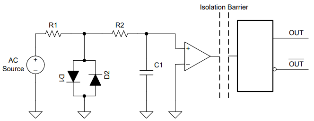 Isolation Barrier
R1
R2
OUT
AC
Source
D1
D2
C1
OUT